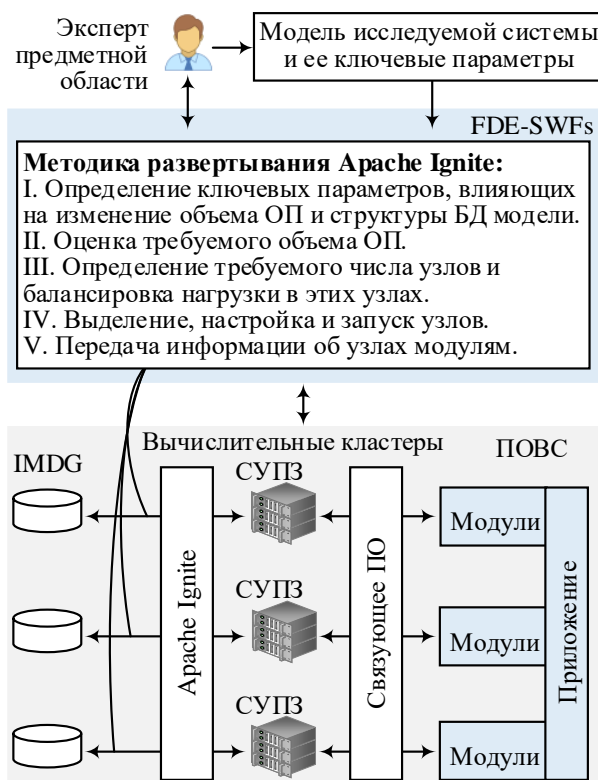 Эксперт
предметной
области
Модель исследуемой системы
и ее ключевые параметры
FDE-SWFs
Методика развертывания Apache Ignite:
I. Определение ключевых параметров, влияющих
на изменение объема ОП и структуры БД модели.
II. Оценка требуемого объема ОП.
III. Определение требуемого числа узлов и
балансировка нагрузки в этих узлах.
IV. Выделение, настройка и запуск узлов.
V. Передача информации об узлах модулям.
Вычислительные кластеры
IMDG
СУПЗ
ПОВС
Apache Ignite
Связующее ПО
Модули
Приложение
СУПЗ
Модули
СУПЗ
Модули